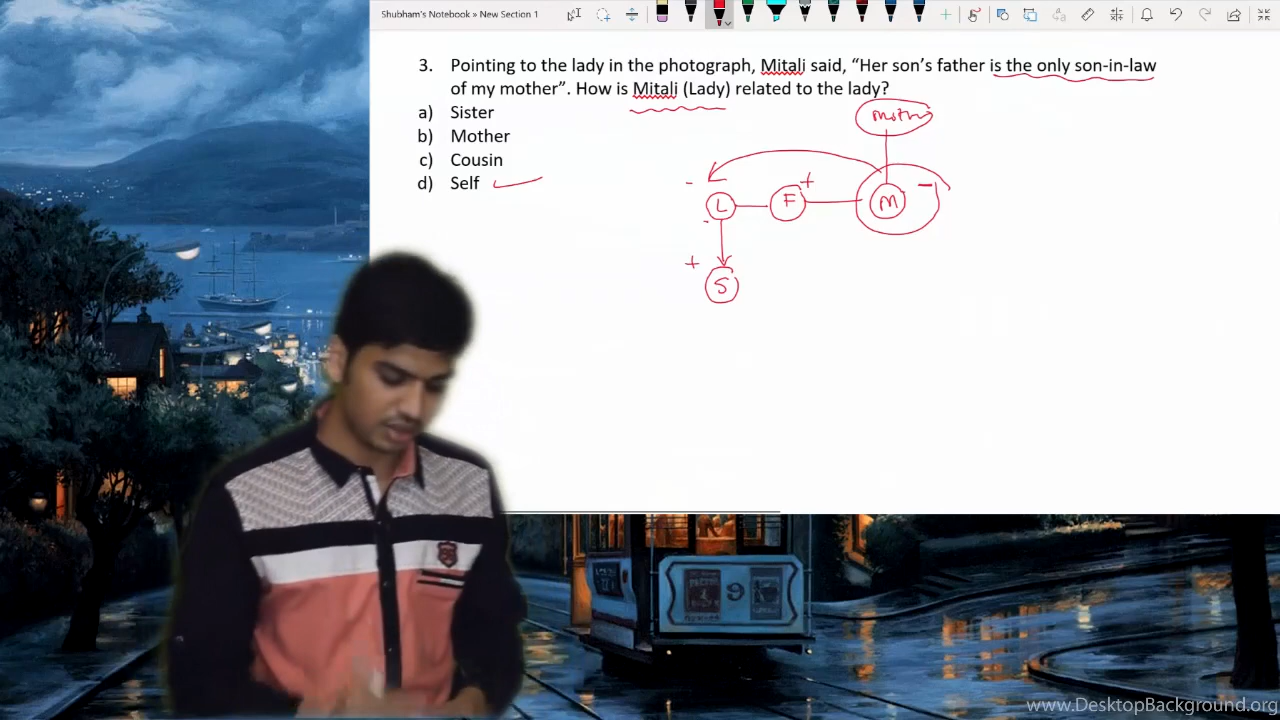 Shubham's Notebook » New Section 1
3. Pointing to the lady in the photograph, Mitali said, “Her son’s father is the only son-in-law
of my mother”. How is Mitali (Lady) related to the lady?
a) Sister
b) Mother
c) Cousin
d) Self
mother
- L F + M -
+ S
9
www.DesktopBackground.org